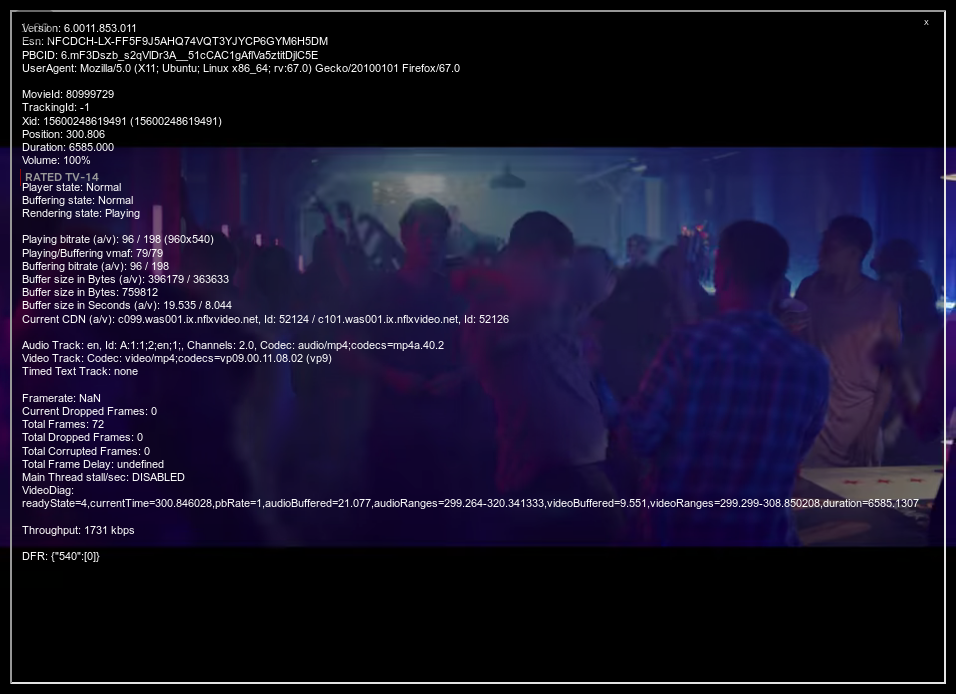 Version: 6.0011.853.011
x
Esn: NFCDCH-LX-FF5F9J5AHQ74VQT3YJYCP6GYM6H5DM
PBCID: 6.mF3Dszb_s2qVlDr3A__51cCAC1gAflVa5ztitDjiC5E
UserAgent: Mozilla/5.0 (X11; Ubuntu; Linux x86_64; rv:67.0) Gecko/20100101 Firefox/67.0
MovieId: 80999729
TrackingId: -1
Xid: 15600248619491 (15600248619491)
Position: 300.806
Duration: 6585.000
Volume: 100%
RATED TV-14
Player state: Normal
Buffering state: Normal
Rendering state: Playing
Playing bitrate (a/v): 96 / 198 (960x540)
Playing/Buffering vmaf: 79/79
Buffering bitrate (a/v): 96 / 198
Buffer size in Bytes (a/v): 396179 / 363633
Buffer size in Bytes: 759812
Buffer size in Seconds (a/v): 19.535 / 8.044
Current CDN (a/v): c099.was001.ix.nflxvideo.net, Id: 52124 / c101.was001.ix.nflxvideo.net, Id: 52126
Audio Track: en, Id: A:1:1;2;en;1;, Channels: 2.0, Codec: audio/mp4;codecs=mp4a.40.2
Video Track: Codec: video/mp4;codecs=vp09.00.11.08.02 (vp9)
Timed Text Track: none
Framerate: NaN
Current Dropped Frames: 0
Total Frames: 72
Total Dropped Frames: 0
Total Corrupted Frames: 0
Total Frame Delay: undefined
Main Thread stall/sec: DISABLED
VideoDiag:
readyState=4,currentTime=300.846028,pbRate=1,audioBuffered=21.077,audioRanges=299.264-320.341333,videoBuffered=9.551,videoRanges=299.299-308.850208,duration=6585.1307
Throughput: 1731 kbps
DFR: {"540":[0]}